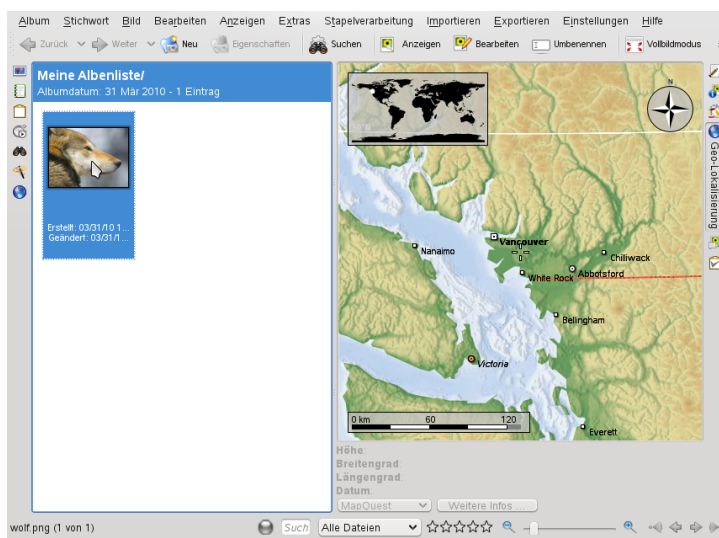 Album Stichwort Bild Bearbeiten Anzeigen Extras Stapelverarbeitung Importieren Exportieren Einstellungen Hilfe
Zurück Weiter Neu Eigenschaften Suchen Anzeigen Bearbeiten Umbenennen Vollbildmodus
Meine Albenliste/
Albumdatum: 31 Mär 2010 - 1 Eintrag
Erstellt: 03/31/10 1...
Geändert: 03/31/1...
N
Geo-Lokalisierung
Vancouver
Nanaimo
Chilliwack
Abbotsford
White Rock
Bellingham
Victoria
0 km 60 120
Everett
Höhe:
Breitengrad:
Längengrad:
Datum:
MapQuest Weitere Infos ...
wolf.png (1 von 1) Such Alle Dateien